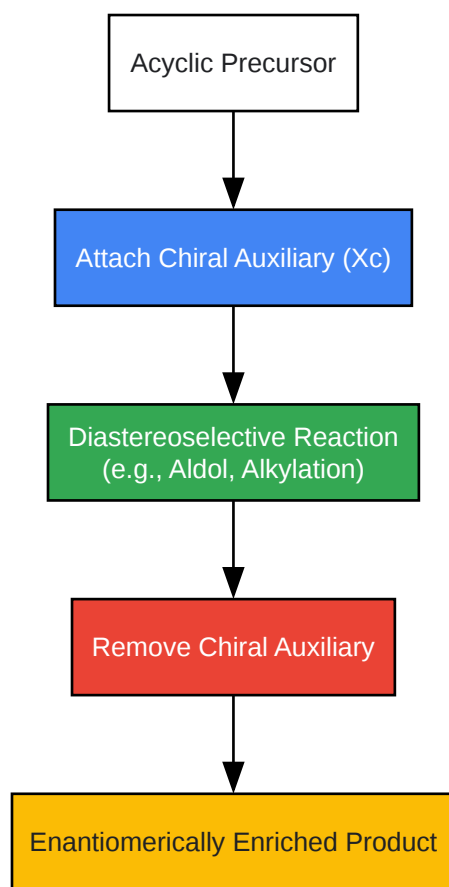 Acyclic Precursor
Attach Chiral Auxiliary (Xc)
Diastereoselective Reaction
(e.g., Aldol, Alkylation)
Remove Chiral Auxiliary
Enantiomerically Enriched Product